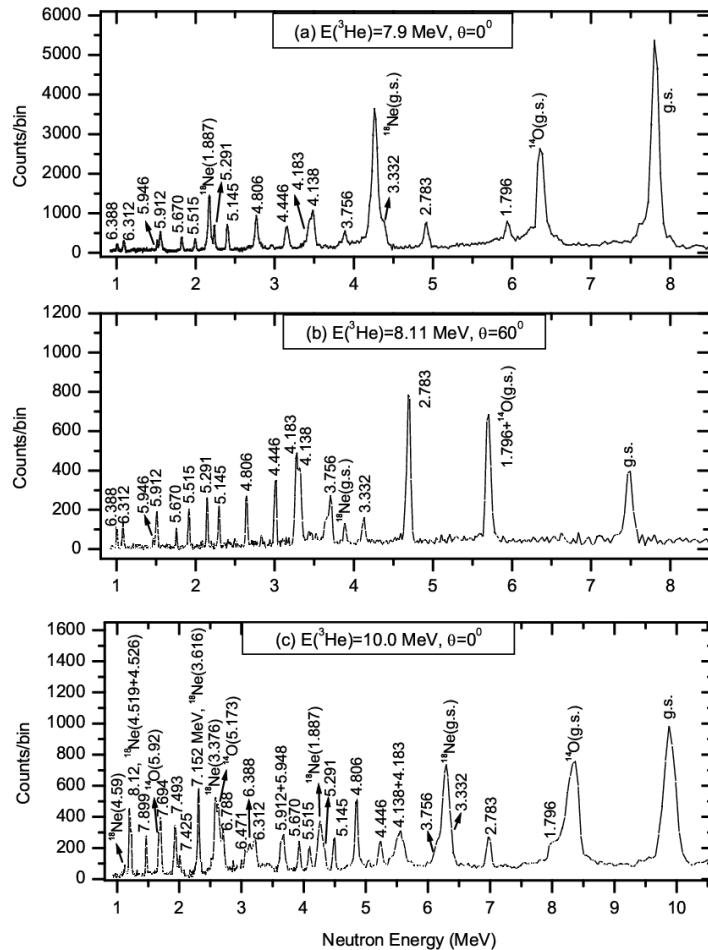 (a) E(³He)=7.9 MeV, θ=0⁰
6000
5000
4000
3000
2000
1000
0
Counts/bin
6.388
6.312
5.946
5.912
5.670
5.515
¹⁸Ne(1.887)
5.291
5.145
4.806
4.446
4.183
4.138
3.756
¹⁸Ne(g.s.)
3.332
2.783
1.796
¹⁴O(g.s.)
g.s.
1 2 3 4 5 6 7 8
(b) E(³He)=8.11 MeV, θ=60⁰
1200
1000
800
600
400
200
0
Counts/bin
6.388
6.312
5.946
5.912
5.670
5.515
5.291
5.145
4.806
4.446
4.183
4.138
3.756
¹⁸Ne(g.s.)
3.332
2.783
1.796+¹⁴O(g.s.)
g.s.
1 2 3 4 5 6 7 8
(c) E(³He)=10.0 MeV, θ=0⁰
1600
1400
1200
1000
800
600
400
200
0
Counts/bin
¹⁸Ne(4.59)
8.12, ¹⁸Ne(4.519+4.526)
7.899
¹⁴O(5.92)
7.694
7.493
7.425
7.152 MeV, ¹⁸Ne(3.616)
¹⁸Ne(3.376)
¹⁴O(5.173)
6.788
6.471
6.388
6.312
5.912+5.948
5.670
5.515
¹⁸Ne(1.887)
5.291
5.145
4.806
4.446
4.138+4.183
3.756
¹⁸Ne(g.s.)
3.332
2.783
1.796
¹⁴O(g.s.)
g.s.
1 2 3 4 5 6 7 8 9 10
Neutron Energy (MeV)